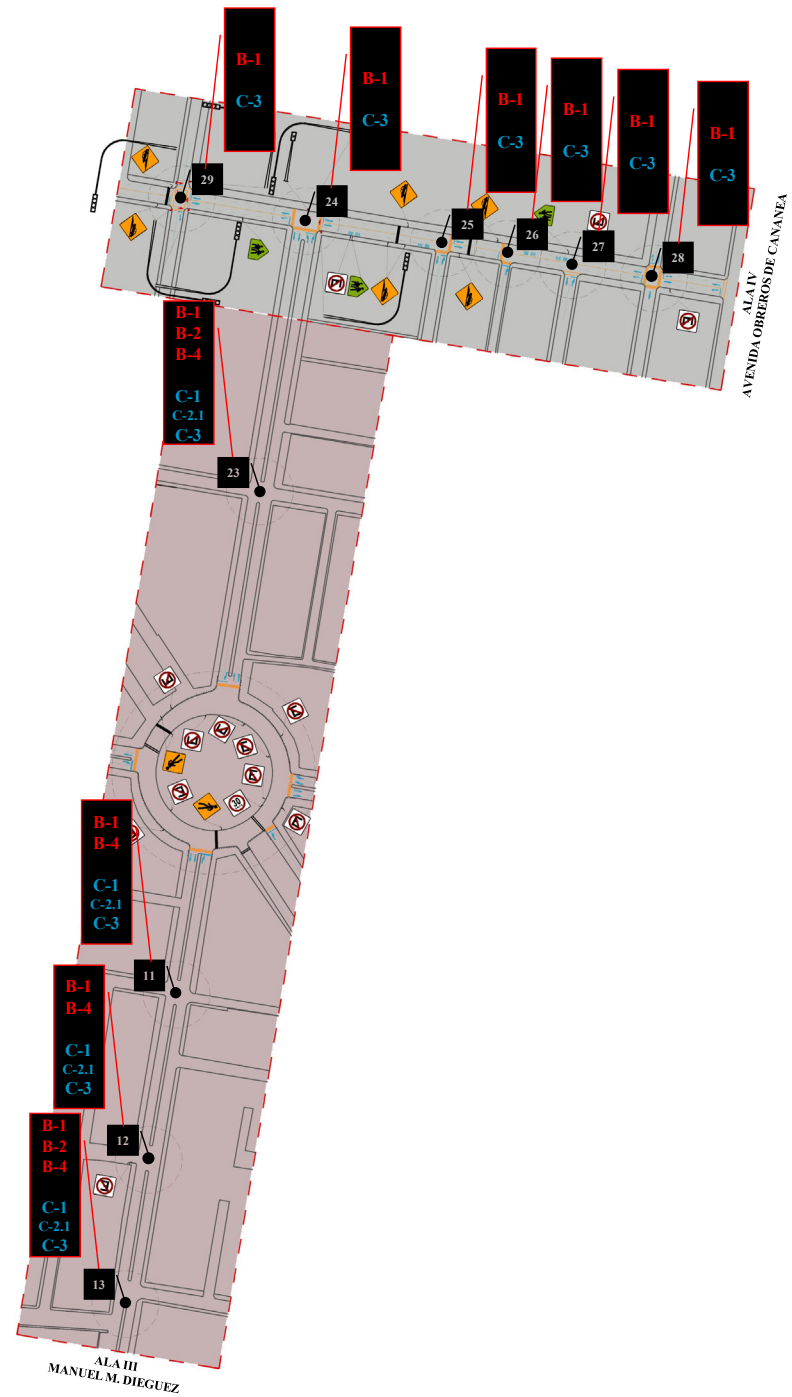 B-1
C-3
B-1
C-3
B-1
C-3
B-1
C-3
B-1
C-3
B-1
C-3
29
24
25
26
27
28
ALA IV
AVENIDA OBREROS DE CANANEA
B-1
B-2
B-4
C-1
C-2.1
C-3
23
30
B-1
B-4
C-1
C-2.1
C-3
11
B-1
B-4
C-1
C-2.1
C-3
12
B-1
B-2
B-4
C-1
C-2.1
C-3
13
ALA III
MANUEL M. DIEGUEZ